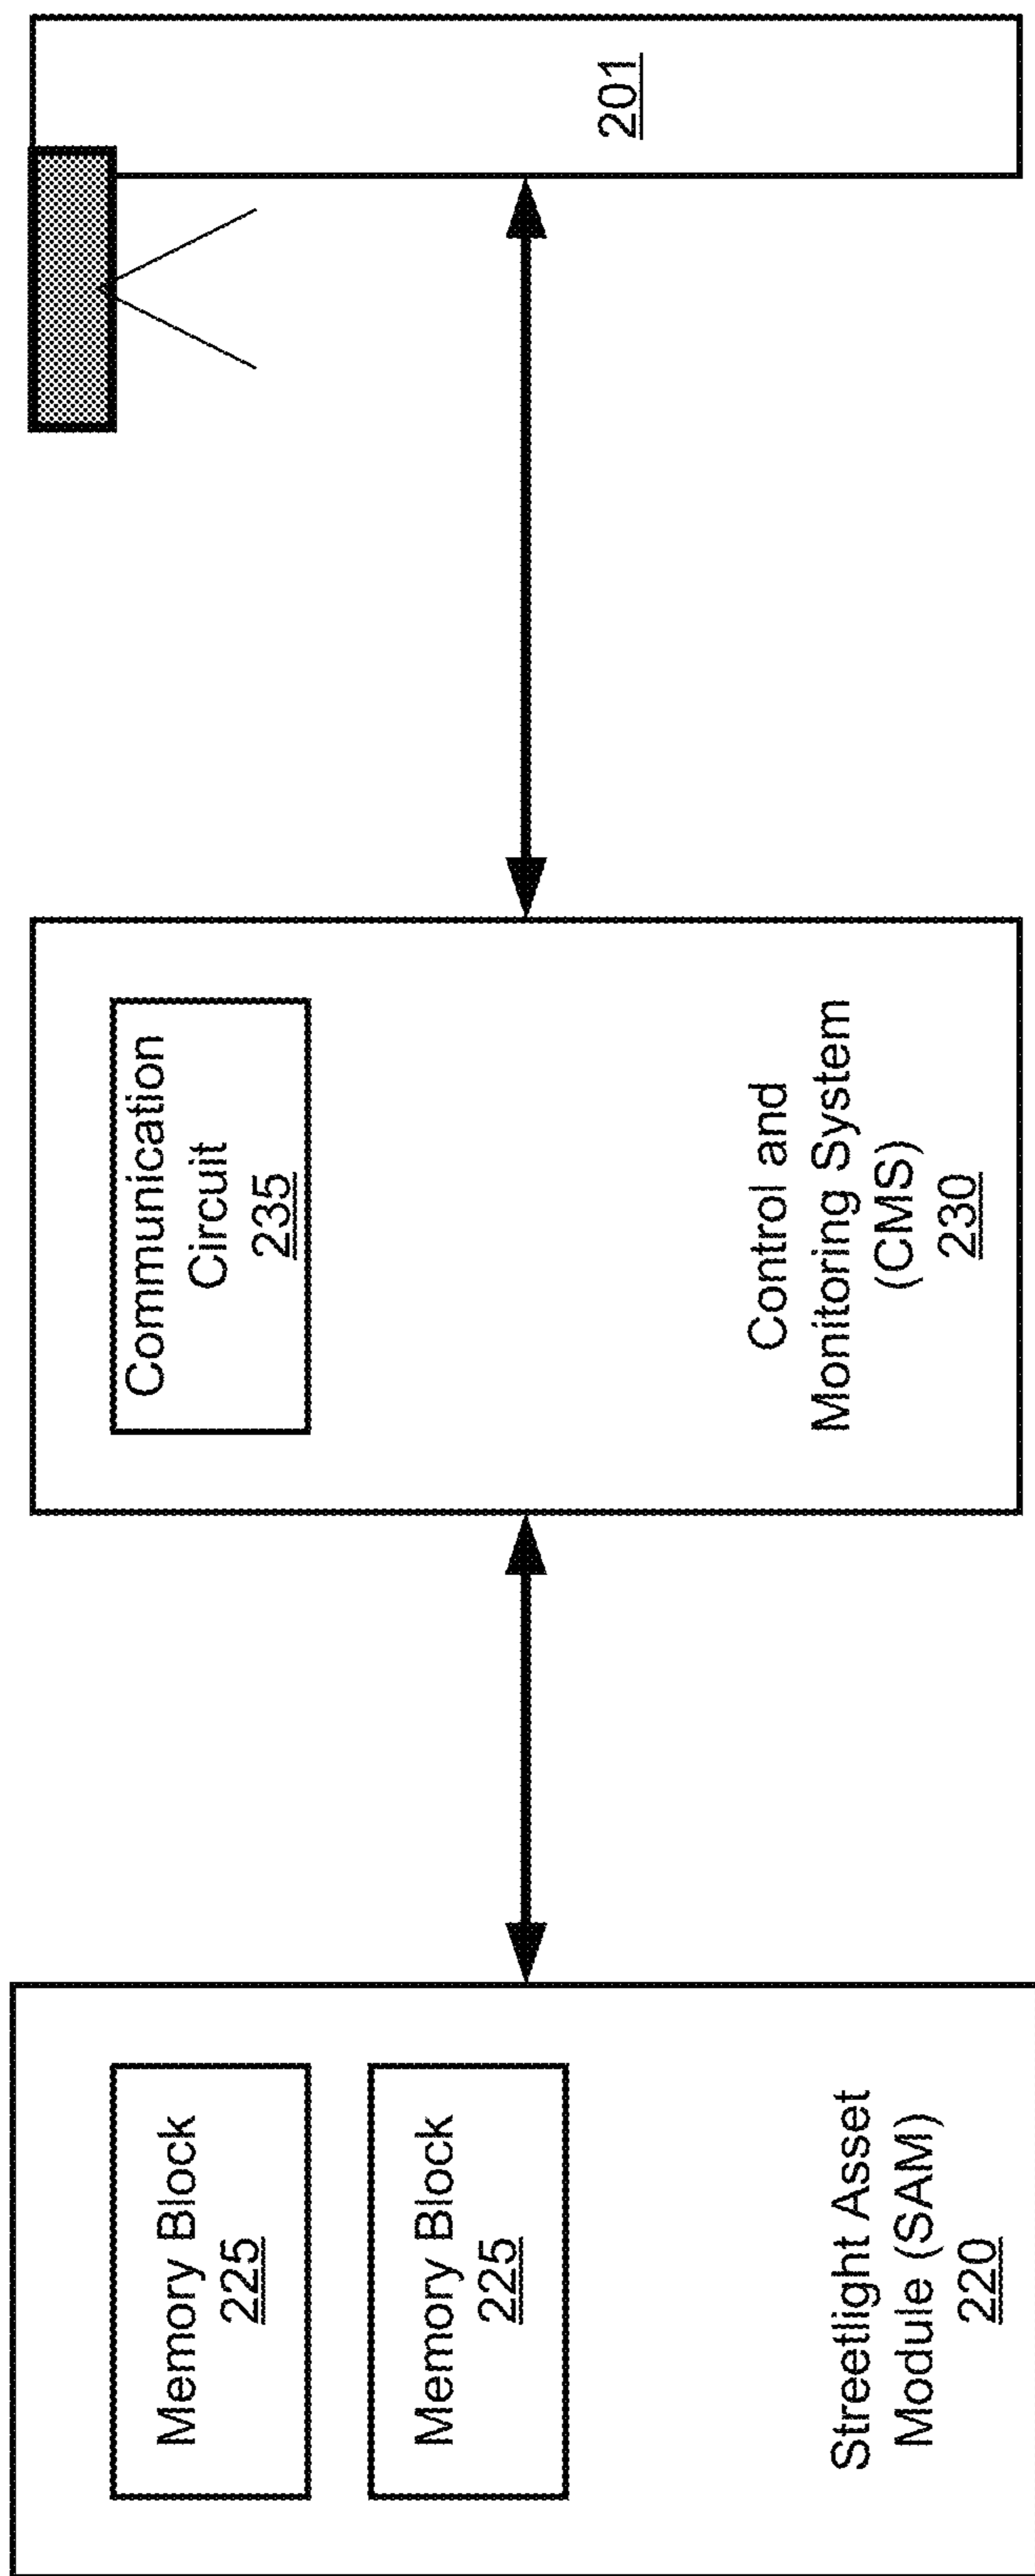 Memory Block
225
Memory Block
225
Streetlight Asset
Module (SAM)
220
Communication
Circuit
235
Control and
Monitoring System
(CMS)
230
201